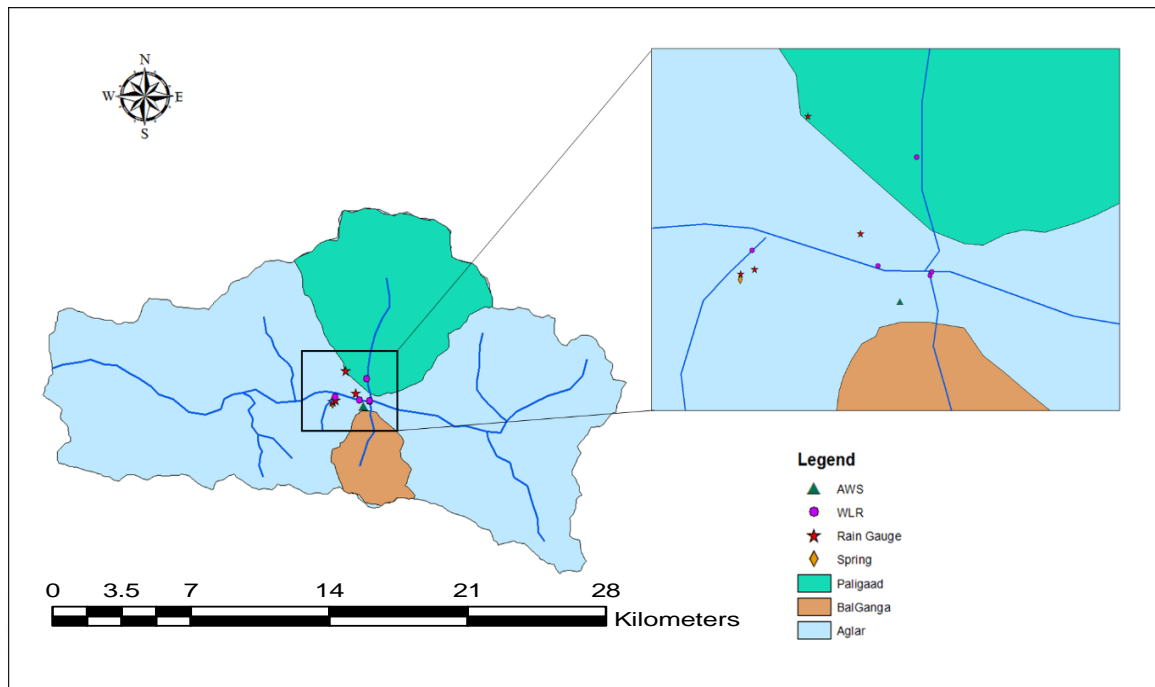 N
W E
S
Legend
AWS
WLR
Rain Gauge
Spring
Paligaad
BalGanga
Aglar
0 3.5 7 14 21 28
Kilometers